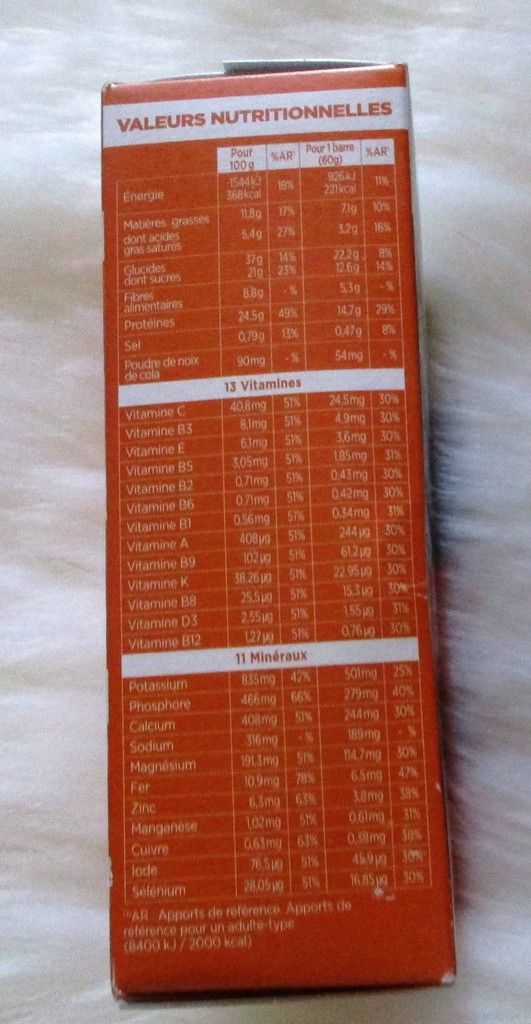 VALEURS NUTRITIONNELLES
Pour 100g %AR¹ Pour 1 barre (60g) %AR¹
Énergie 1544kJ 368kcal 18% 926kJ 221kcal 11%
Matières grasses 11,8g 17% 7,1g 10%
dont acides gras saturés 5,4g 27% 3,2g 16%
Glucides 37g 14% 22,2g 8%
dont sucres 21g 23% 12,6g 14%
Fibres alimentaires 8,8g -% 5,3g -%
Protéines 24,5g 49% 14,7g 29%
Sel 0,79g 13% 0,47g 8%
Poudre de noix de cola 90mg -% 54mg -%
13 Vitamines
Vitamine C 40,8mg 51% 24,5mg 30%
Vitamine B3 8,1mg 51% 4,9mg 30%
Vitamine E 6,1mg 51% 3,6mg 30%
Vitamine B5 3,05mg 51% 1,85mg 31%
Vitamine B2 0,71mg 51% 0,43mg 30%
Vitamine B6 0,71mg 51% 0,42mg 30%
Vitamine B1 0,56mg 51% 0,34mg 31%
Vitamine A 408µg 51% 244µg 30%
Vitamine B9 102µg 51% 61,2µg 30%
Vitamine K 38,26µg 51% 22,95µg 30%
Vitamine B8 25,5µg 51% 15,3µg 30%
Vitamine D3 2,55µg 51% 1,55µg 31%
Vitamine B12 1,27µg 51% 0,76µg 30%
11 Minéraux
Potassium 835mg 42% 501mg 25%
Phosphore 466mg 66% 279mg 40%
Calcium 408mg 51% 244mg 30%
Sodium 316mg -% 189mg -%
Magnésium 191,3mg 51% 114,7mg 30%
Fer 10,9mg 78% 6,5mg 47%
Zinc 6,3mg 63% 3,8mg 38%
Manganèse 1,02mg 51% 0,61mg 31%
Cuivre 0,63mg 63% 0,38mg 38%
Iode 76,5µg 51% 45,9µg 30%
Sélénium 28,05µg 51% 16,85µg 30%
AR : Apports de référence. Apports de
référence pour un adulte-type
(8400 kJ / 2000 kcal)